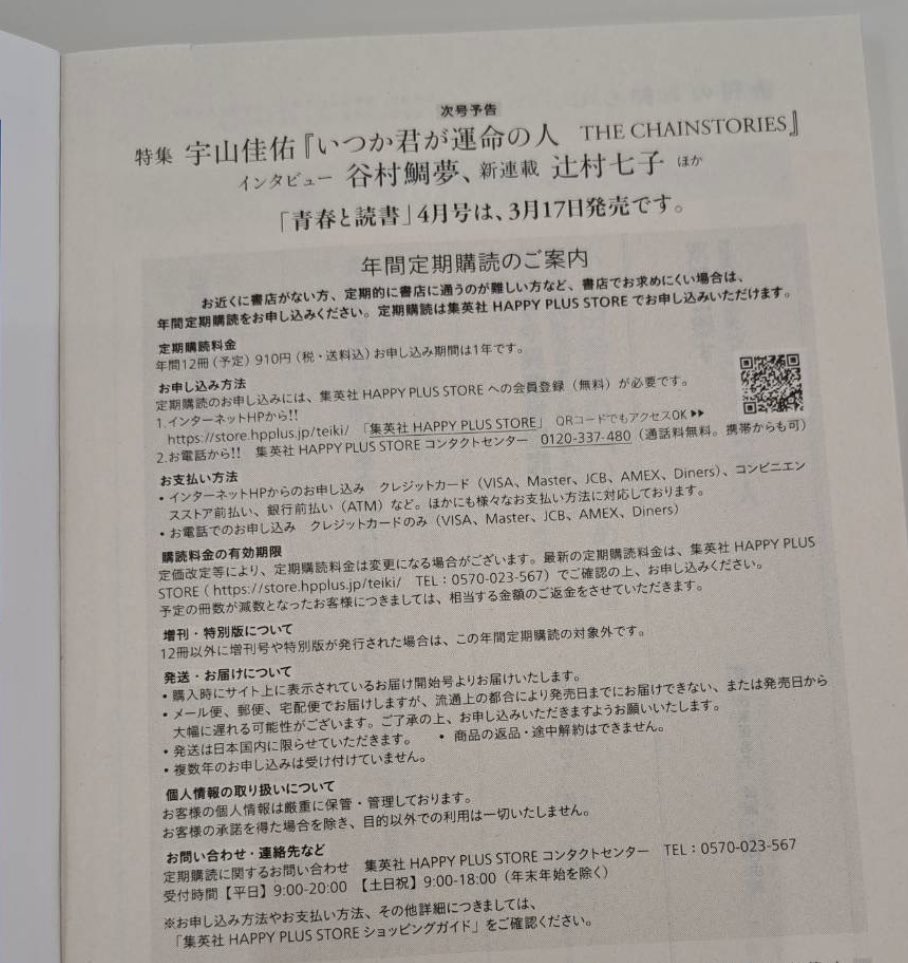 次号予告
特集 宇山佳佑『いつか君が運命の人 THE CHAINSTORIES』
インタビュー 谷村鯛夢、新連載 辻村七子 ほか
「青春と読書」4月号は、3月17日発売です。
年間定期購読のご案内
お近くに書店がない方、定期的に書店に通うのが難しい方など、書店でお求めにくい場合は、
年間定期購読をお申し込みください。定期購読は集英社 HAPPY PLUS STORE でお申し込みいただけます。
定期購読料金
年間12冊(予定)910円(税・送料込)お申し込み期間は1年です。
お申し込み方法
定期購読のお申し込みには、集英社 HAPPY PLUS STORE への会員登録(無料)が必要です。
1.インターネットHPから!!
https://store.hpplus.jp/teiki/ 「集英社 HAPPY PLUS STORE」 QRコードでもアクセスOK ▶▶
2.お電話から!! 集英社 HAPPY PLUS STORE コンタクトセンター 0120-337-480(通話料無料。携帯からも可)
お支払い方法
• インターネットHPからのお申し込み クレジットカード(VISA、Master、JCB、AMEX、Diners)、コンビニエン
スストア前払い、銀行前払い(ATM)など。ほかにも様々なお支払い方法に対応しております。
• お電話でのお申し込み クレジットカードのみ(VISA、Master、JCB、AMEX、Diners)
購読料金の有効期限
定価改定等により、定期購読料金は変更になる場合がございます。最新の定期購読料金は、集英社 HAPPY PLUS
STORE( https://store.hpplus.jp/teiki/ TEL:0570-023-567)でご確認の上、お申し込みください。
予定の冊数が減数となったお客様につきましては、相当する金額のご返金をさせていただきます。
増刊・特別版について
12冊以外に増刊号や特別版が発行された場合は、この年間定期購読の対象外です。
発送・お届けについて
• 購入時にサイト上に表示されているお届け開始号よりお届けいたします。
• メール便、郵便、宅配便でお届けしますが、流通上の都合により発売日までにお届けできない、または発売日から
大幅に遅れる可能性がございます。ご了承の上、お申し込みいただきますようお願いいたします。
• 発送は日本国内に限らせていただきます。 • 商品の返品・途中解約はできません。
• 複数年のお申し込みは受け付けていません。
個人情報の取り扱いについて
お客様の個人情報は厳重に保管・管理しております。
お客様の承諾を得た場合を除き、目的以外での利用は一切いたしません。
お問い合わせ・連絡先など
定期購読に関するお問い合わせ 集英社 HAPPY PLUS STORE コンタクトセンター TEL:0570-023-567
受付時間【平日】9:00-20:00 【土日祝】9:00-18:00(年末年始を除く)
※お申し込み方法やお支払い方法、その他詳細につきましては、
「集英社 HAPPY PLUS STORE ショッピングガイド」をご確認ください。